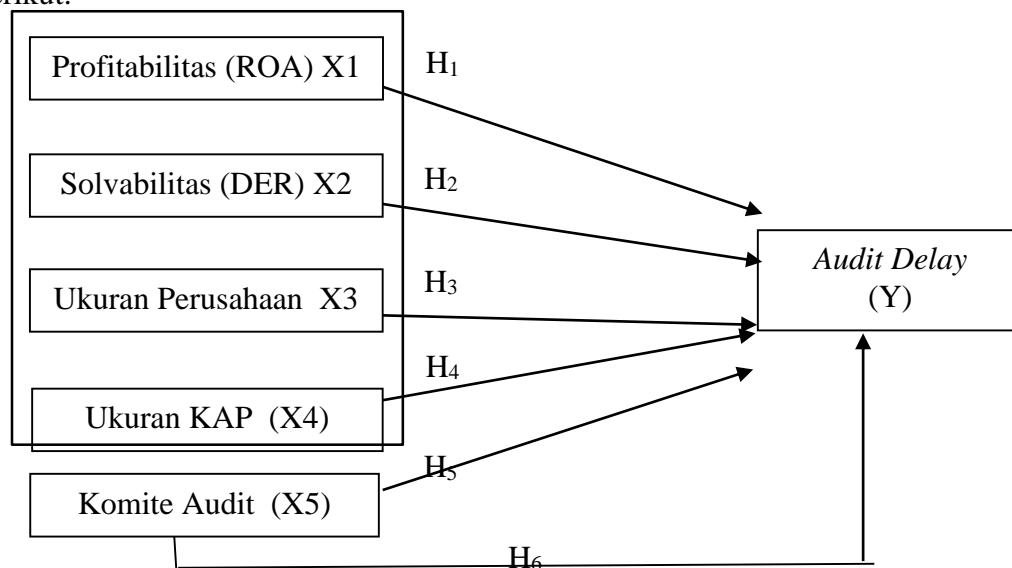 Profitabilitas (ROA) X1
H₁
Solvabilitas (DER) X2
H₂
Ukuran Perusahaan X3
H₃
Audit Delay
(Y)
Ukuran KAP (X4)
H₄
Komite Audit (X5)
H₅
H₆